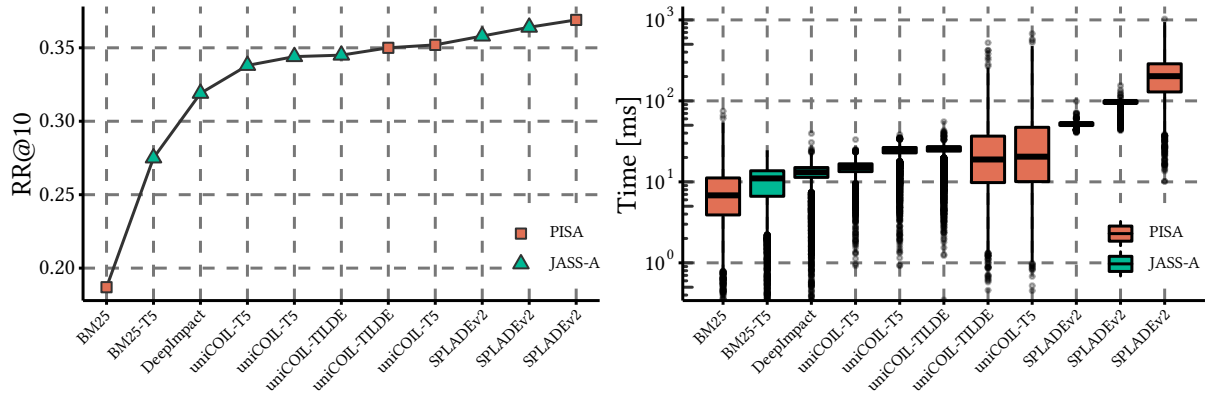 RR@10
0.35
0.30
0.25
0.20
PISA
JASS-A
BM25
BM25-T5
DeepImpact
uniCOIL-T5
uniCOIL-T5
uniCOIL-TILDE
uniCOIL-TILDE
uniCOIL-T5
SPLADEv2
SPLADEv2
SPLADEv2
Time [ms]
10³
10²
10¹
10⁰
PISA
JASS-A
BM25
BM25-T5
DeepImpact
uniCOIL-T5
uniCOIL-T5
uniCOIL-TILDE
uniCOIL-TILDE
uniCOIL-T5
SPLADEv2
SPLADEv2
SPLADEv2